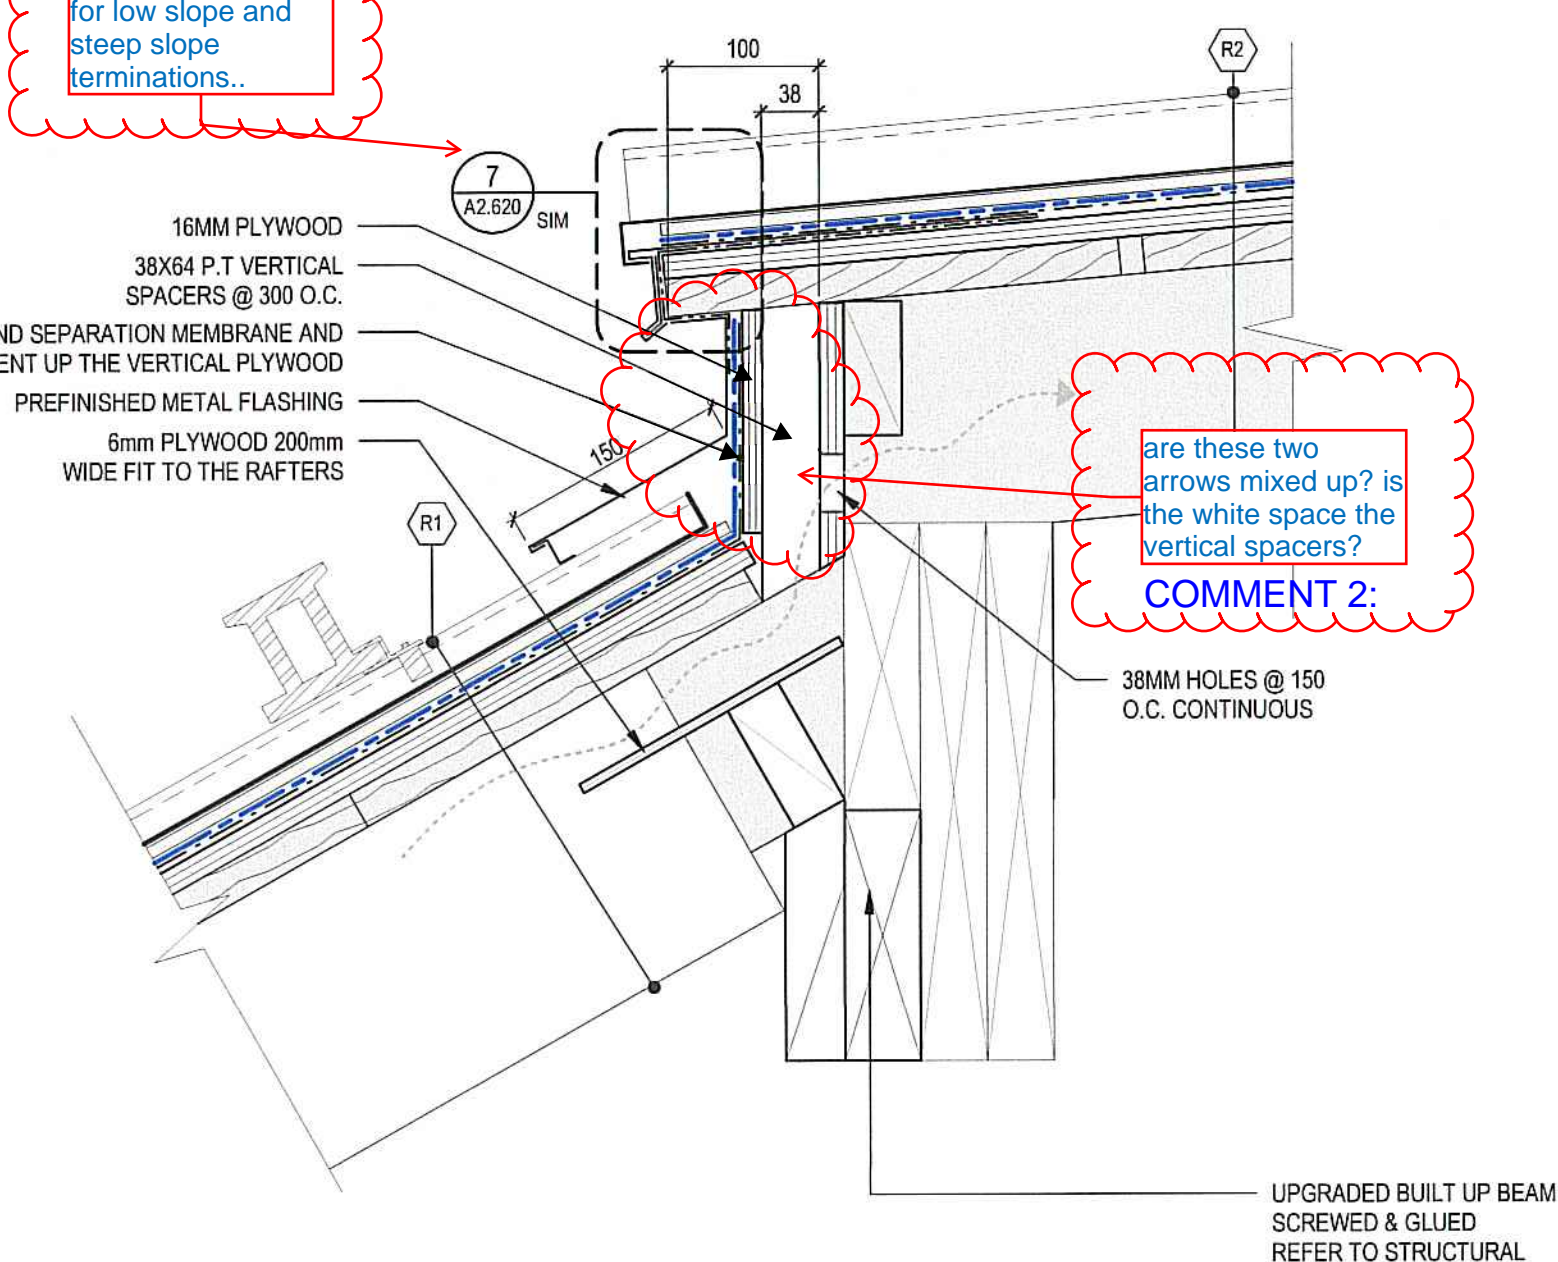 for low slope and
steep slope
terminations..
100
38
R2
7
A2.620
SIM
16MM PLYWOOD
38X64 P.T VERTICAL
SPACERS @ 300 O.C.
ND SEPARATION MEMBRANE AND
ENT UP THE VERTICAL PLYWOOD
PREFINISHED METAL FLASHING
6mm PLYWOOD 200mm
WIDE FIT TO THE RAFTERS
150
R1
are these two
arrows mixed up? is
the white space the
vertical spacers?
COMMENT 2:
38MM HOLES @ 150
O.C. CONTINUOUS
UPGRADED BUILT UP BEAM
SCREWED & GLUED
REFER TO STRUCTURAL